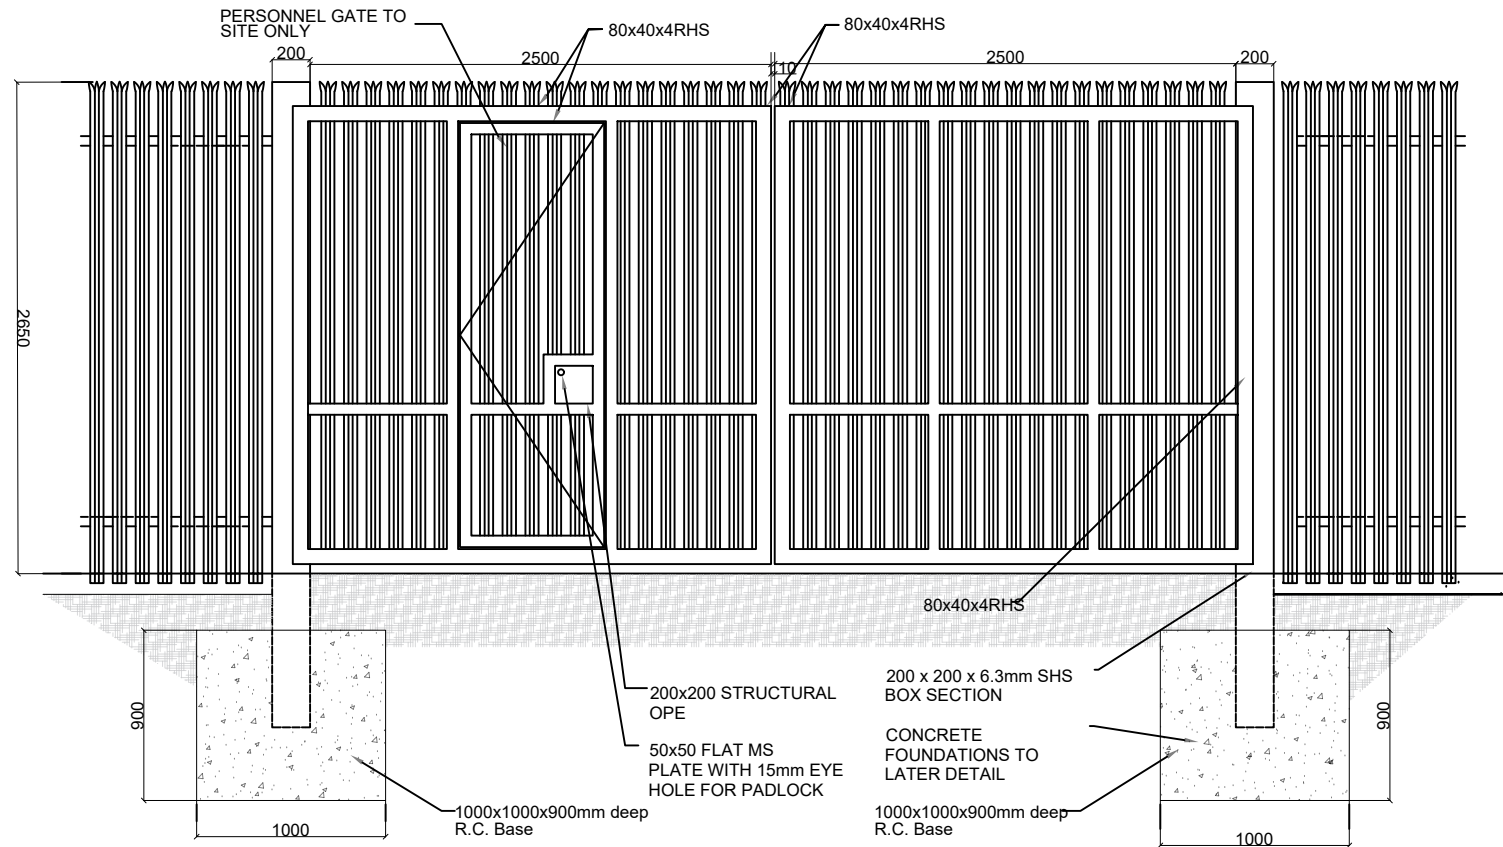 PERSONNEL GATE TO
SITE ONLY
80x40x4RHS
80x40x4RHS
200
2500
10
2500
200
2650
80x40x4RHS
200x200 STRUCTURAL
OPE
50x50 FLAT MS
PLATE WITH 15mm EYE
HOLE FOR PADLOCK
200 x 200 x 6.3mm SHS
BOX SECTION
CONCRETE
FOUNDATIONS TO
LATER DETAIL
900
900
1000x1000x900mm deep
R.C. Base
1000x1000x900mm deep
R.C. Base
1000
1000